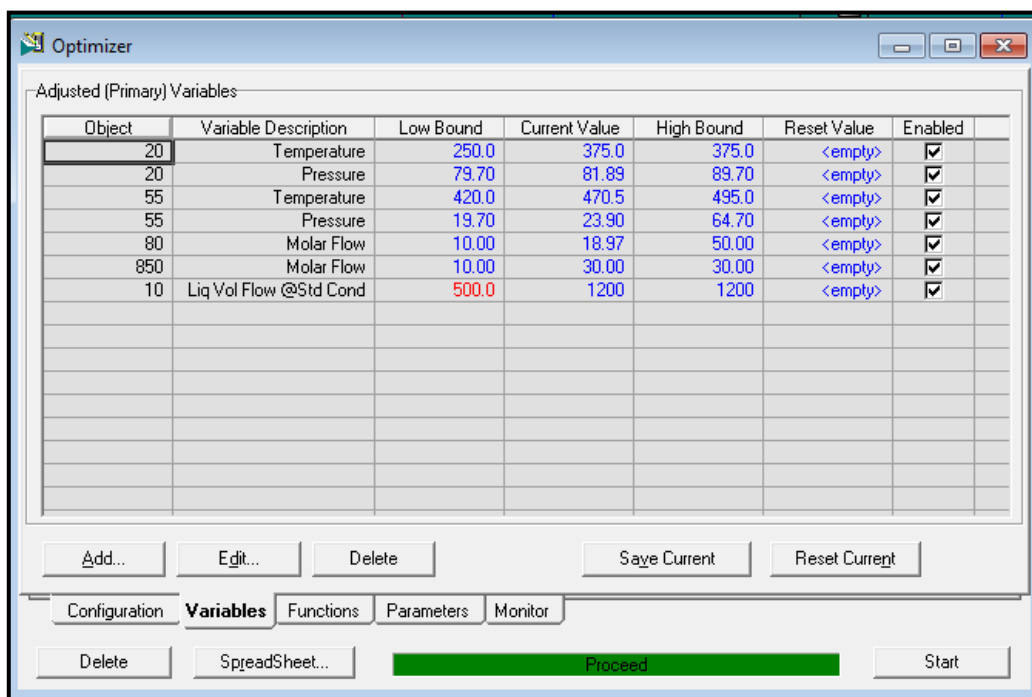 Optimizer
Adjusted (Primary) Variables
Object Variable Description Low Bound Current Value High Bound Reset Value Enabled
20 Temperature 250.0 375.0 375.0 <empty>
20 Pressure 79.70 81.89 89.70 <empty>
55 Temperature 420.0 470.5 495.0 <empty>
55 Pressure 19.70 23.90 64.70 <empty>
80 Molar Flow 10.00 18.97 50.00 <empty>
850 Molar Flow 10.00 30.00 30.00 <empty>
10 Liq Vol Flow @Std Cond 500.0 1200 1200 <empty>
Add... Edit... Delete Save Current Reset Current
Configuration Variables Functions Parameters Monitor
Delete SpreadSheet... Proceed Start